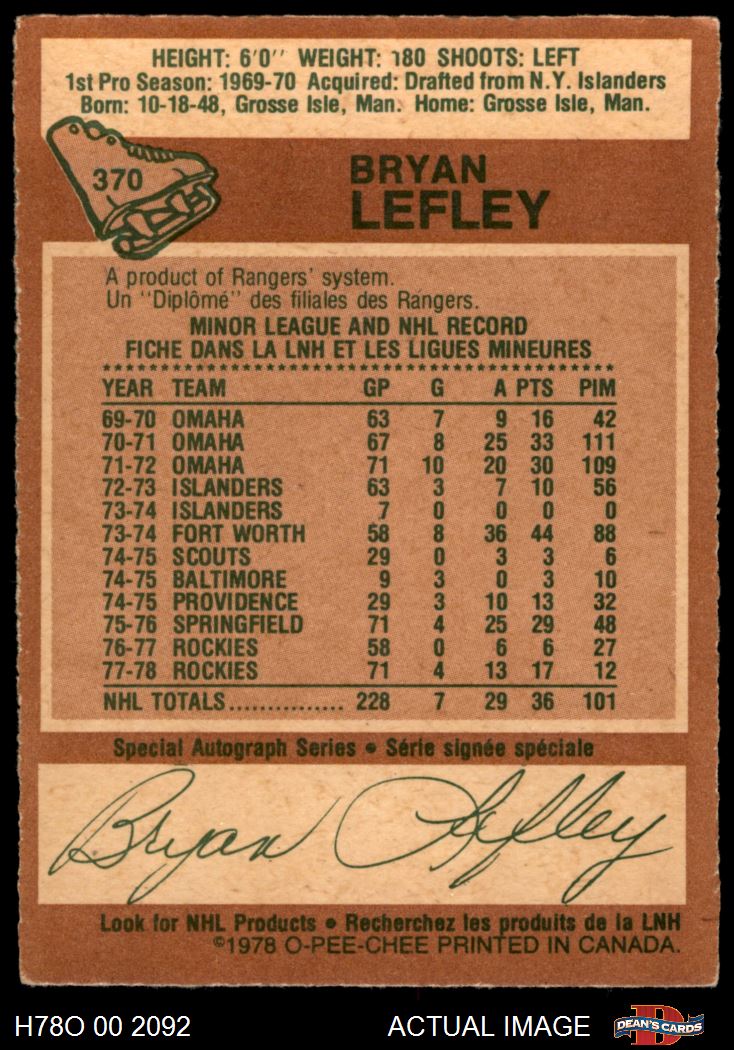 HEIGHT: 6'0'' WEIGHT: 180 SHOOTS: LEFT
1st Pro Season: 1969-70 Acquired: Drafted from N.Y. Islanders
Born: 10-18-48, Grosse Isle, Man. Home: Grosse Isle, Man.
370
BRYAN
LEFLEY
A product of Rangers' system.
Un "Diplômé" des filiales des Rangers.
MINOR LEAGUE AND NHL RECORD
FICHE DANS LA LNH ET LES LIGUES MINEURES
YEAR TEAM GP G A PTS PIM
69-70 OMAHA 63 7 9 16 42
70-71 OMAHA 67 8 25 33 111
71-72 OMAHA 71 10 20 30 109
72-73 ISLANDERS 63 3 7 10 56
73-74 ISLANDERS 7 0 0 0 0
73-74 FORT WORTH 58 8 36 44 88
74-75 SCOUTS 29 0 3 3 6
74-75 BALTIMORE 9 3 0 3 10
74-75 PROVIDENCE 29 3 10 13 32
75-76 SPRINGFIELD 71 4 25 29 48
76-77 ROCKIES 58 0 6 6 27
77-78 ROCKIES 71 4 13 17 12
NHL TOTALS............... 228 7 29 36 101
Special Autograph Series • Série signée spéciale
Bryan Lefley
Look for NHL Products • Recherchez les produits de la LNH
©1978 O-PEE-CHEE PRINTED IN CANADA.
H78O 00 2092 ACTUAL IMAGE D DEAN'S CARDS